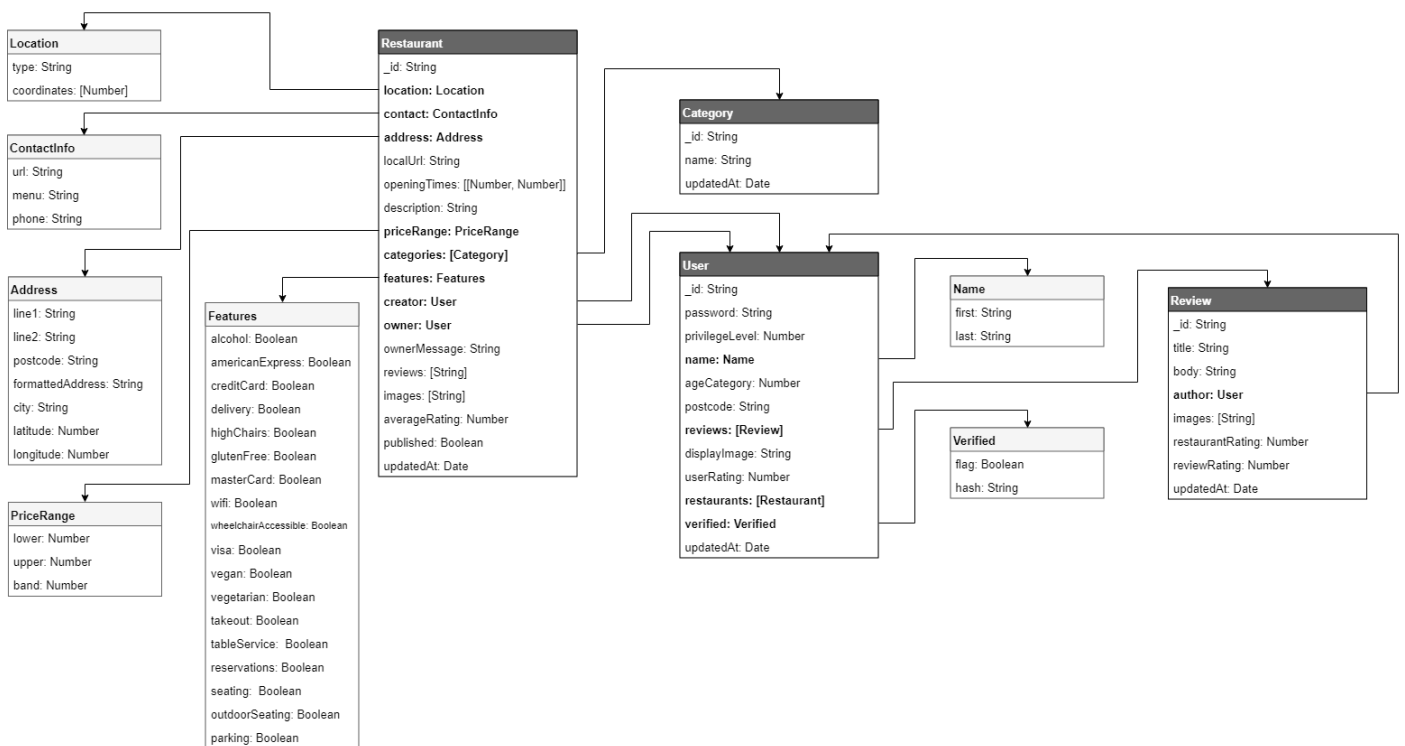 Location
type: String
coordinates: [Number]
ContactInfo
url: String
menu: String
phone: String
Address
line1: String
line2: String
postcode: String
formattedAddress: String
city: String
latitude: Number
longitude: Number
PriceRange
lower: Number
upper: Number
band: Number
Features
alcohol: Boolean
americanExpress: Boolean
creditCard: Boolean
delivery: Boolean
highChairs: Boolean
glutenFree: Boolean
masterCard: Boolean
wifi: Boolean
wheelchairAccessible: Boolean
visa: Boolean
vegan: Boolean
vegetarian: Boolean
takeout: Boolean
tableService: Boolean
reservations: Boolean
seating: Boolean
outdoorSeating: Boolean
parking: Boolean
Restaurant
_id: String
location: Location
contact: ContactInfo
address: Address
localUrl: String
openingTimes: [[Number, Number]]
description: String
priceRange: PriceRange
categories: [Category]
features: Features
creator: User
owner: User
ownerMessage: String
reviews: [String]
images: [String]
averageRating: Number
published: Boolean
updatedAt: Date
Category
_id: String
name: String
updatedAt: Date
User
_id: String
password: String
privilegeLevel: Number
name: Name
ageCategory: Number
postcode: String
reviews: [Review]
displayImage: String
userRating: Number
restaurants: [Restaurant]
verified: Verified
updatedAt: Date
Name
first: String
last: String
Verified
flag: Boolean
hash: String
Review
_id: String
title: String
body: String
author: User
images: [String]
restaurantRating: Number
reviewRating: Number
updatedAt: Date